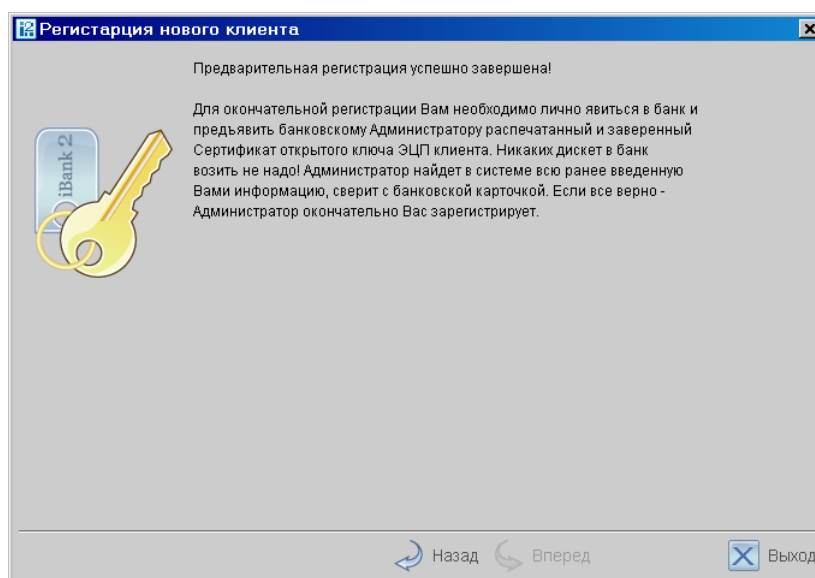 Регистарция нового клиента
Предварительная регистрация успешно завершена!
Для окончательной регистрации Вам необходимо лично явиться в банк и
предъявить банковскому Администратору распечатанный и заверенный
Сертификат открытого ключа ЭЦП клиента. Никаких дискет в банк
возить не надо! Администратор найдет в системе всю ранее введенную
Вами информацию, сверит с банковской карточкой. Если все верно -
Администратор окончательно Вас зарегистрирует.
iBank 2
Назад Вперед Выход